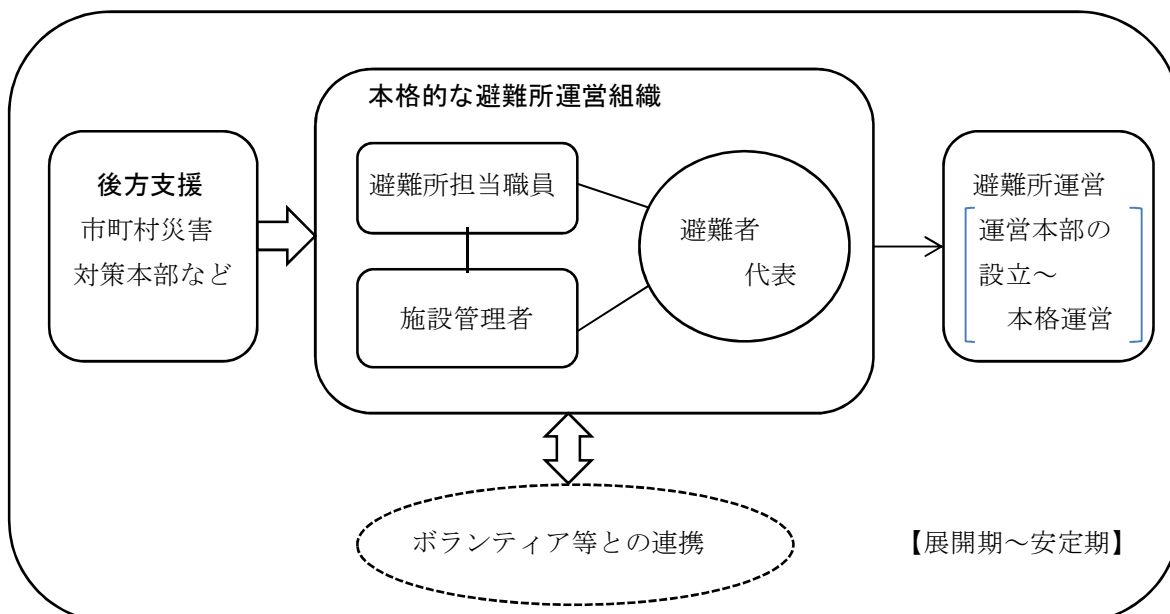 本格的な避難所運営組織
後方支援
市町村災害
対策本部など
避難所担当職員
施設管理者
避難者
代表
避難所運営
運営本部の
設立~
本格運営
ボランティア等との連携
【展開期~安定期】